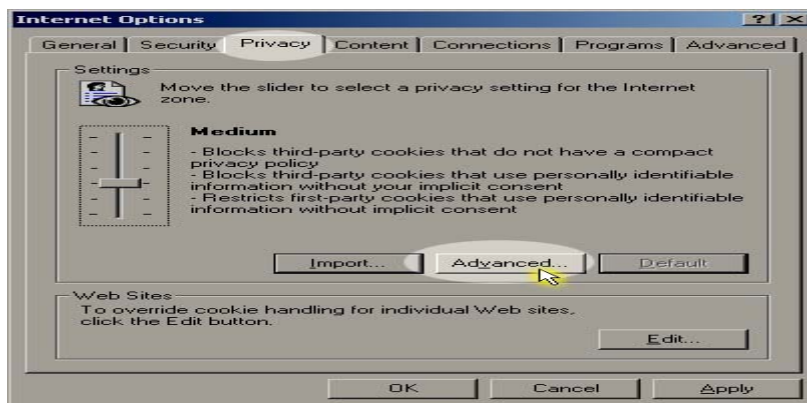 Internet Options
General Security Privacy Content Connections Programs Advanced
Settings
Move the slider to select a privacy setting for the Internet
zone.
Medium
- Blocks third-party cookies that do not have a compact
privacy policy
- Blocks third-party cookies that use personally identifiable
information without your implicit consent
- Restricts first-party cookies that use personally identifiable
information without implicit consent
Import... Advanced... Default
Web Sites
To override cookie handling for individual Web sites,
click the Edit button.
Edit...
OK Cancel Apply